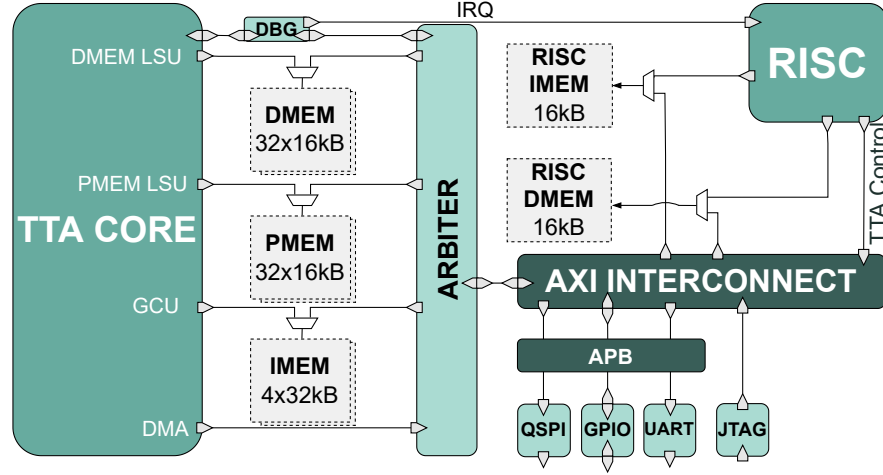 IRQ
DBG
DMEM LSU
DMEM
32x16kB
PMEM LSU
TTA CORE
PMEM
32x16kB
GCU
IMEM
4x32kB
DMA
ARBITER
RISC
IMEM
16kB
RISC
DMEM
16kB
RISC
TTA Control
AXI INTERCONNECT
APB
QSPI
GPIO
UART
JTAG